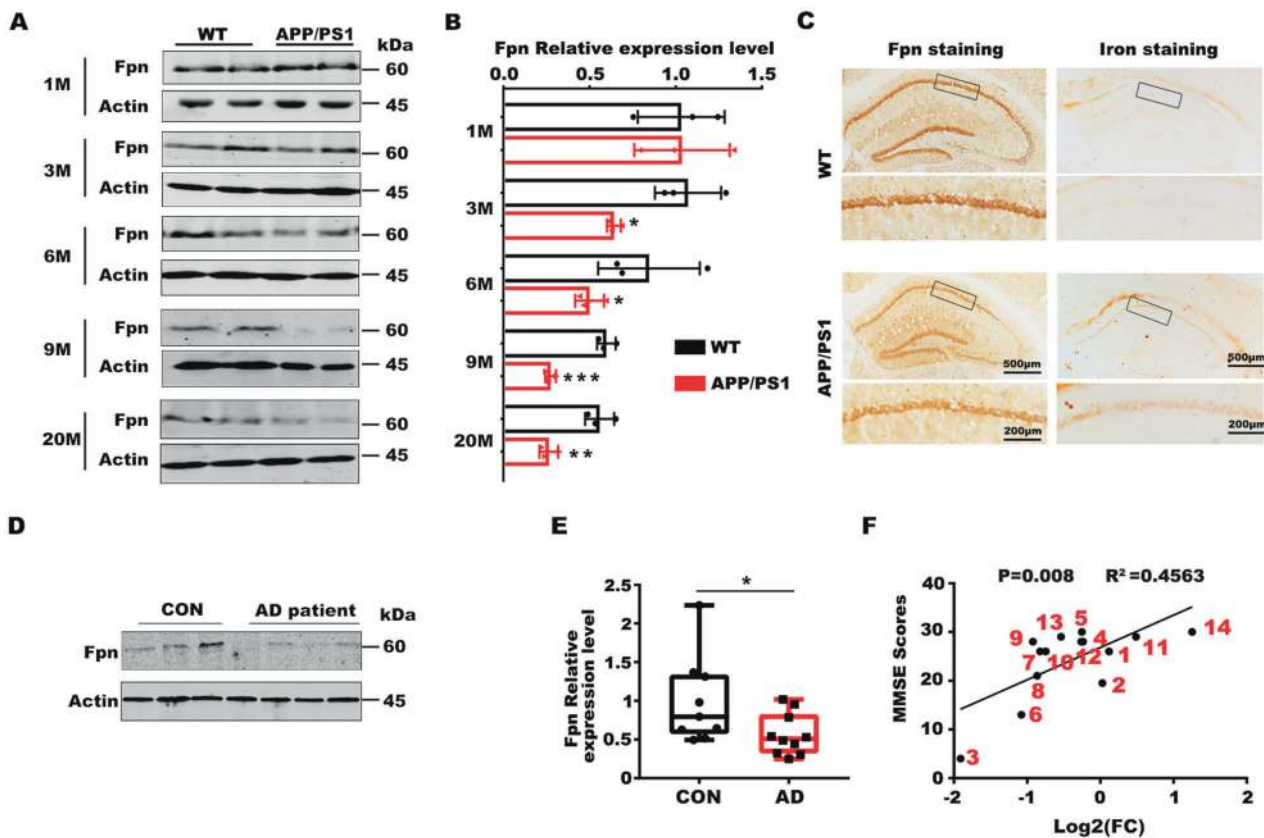 A
WT APP/PS1 kDa
1M
Fpn 60
Actin 45
3M
Fpn 60
Actin 45
6M
Fpn 60
Actin 45
9M
Fpn 60
Actin 45
20M
Fpn 60
Actin 45
B
Fpn Relative expression level
0.0 0.5 1.0 1.5
1M
3M
*
6M
*
9M
***
20M
**
WT
APP/PS1
C
Fpn staining Iron staining
WT
APP/PS1
500μm 500μm
200μm 200μm
D
CON AD patient kDa
Fpn 60
Actin 45
E
Fpn Relative
expression level
2.5
2
1.5
1
0.5
0
*
CON AD
F
P=0.008 R² =0.4563
MMSE Scores
40
30
20
10
0
9 13 5 4 11 14
7 10 12 1
8 2
6
3
-2 -1 0 1 2
Log2(FC)